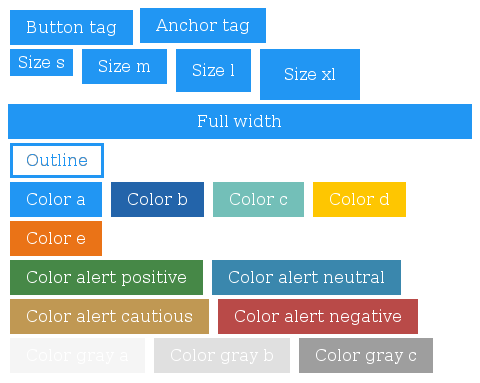 Button tag Anchor tag
Size s Size m Size l Size xl
Full width
Outline
Color a Color b Color c Color d
Color e
Color alert positive Color alert neutral
Color alert cautious Color alert negative
Color gray a Color gray b Color gray c